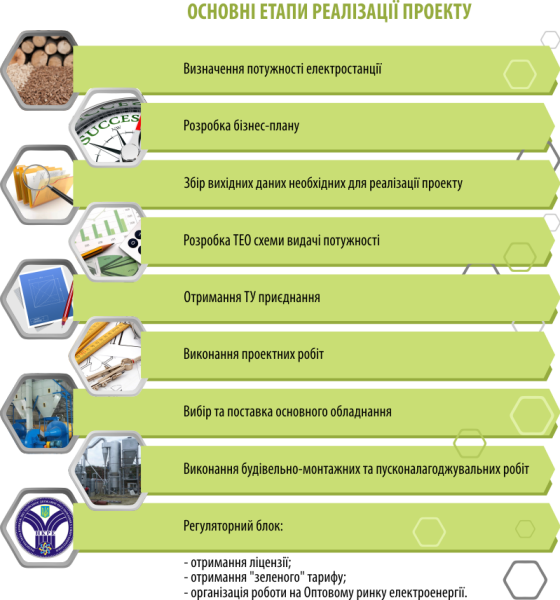 ОСНОВНІ ЕТАПИ РЕАЛІЗАЦІЇ ПРОЕКТУ
Визначення потужності електростанції
SUCCESS
Розробка бізнес-плану
Збір вихідних даних необхідних для реалізації проекту
Розробка ТЕО схеми видачі потужності
Отримання ТУ приєднання
Виконання проектних робіт
Вибір та поставка основного обладнання
Виконання будівельно-монтажних та пусконалагоджувальних робіт
НКРЕ
Регуляторний блок:
- отримання ліцензії;
- отримання "зеленого" тарифу;
- організація роботи на Оптовому ринку електроенергії.